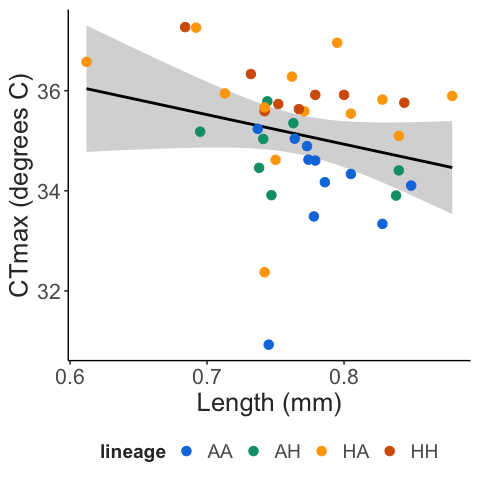 CTmax (degrees C)
36
34
32
0.6 0.7 0.8
Length (mm)
lineage AA AH HA HH